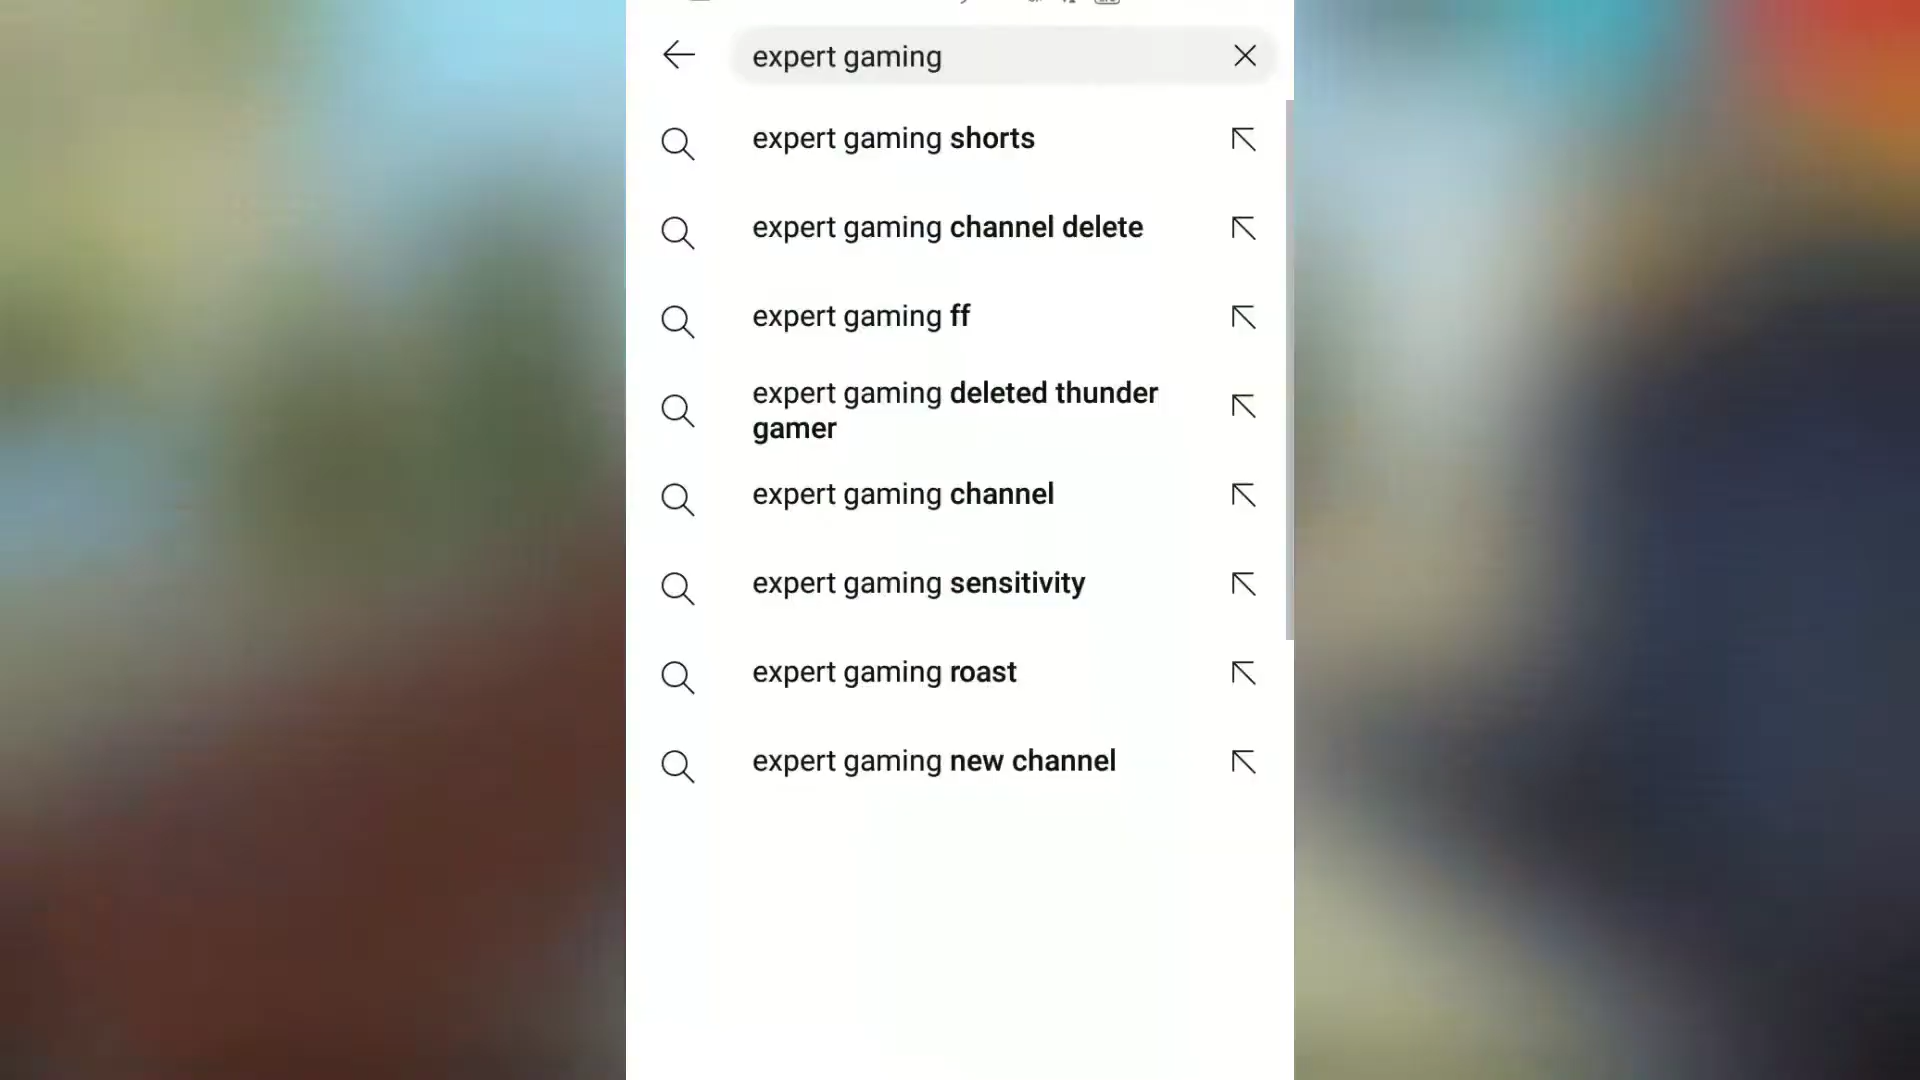 expert gaming
expert gaming shorts
expert gaming channel delete
expert gaming ff
expert gaming deleted thunder
gamer
expert gaming channel
expert gaming sensitivity
expert gaming roast
expert gaming new channel